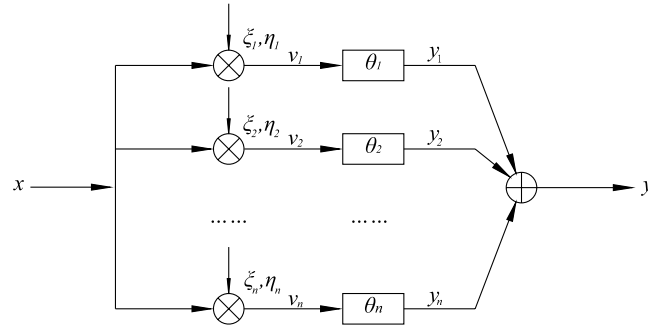 ξ₁,η₁ v₁ θ₁ y₁
ξ₂,η₂ v₂ θ₂ y₂
x y
...... ......
ξₙ,ηₙ vₙ θₙ yₙ